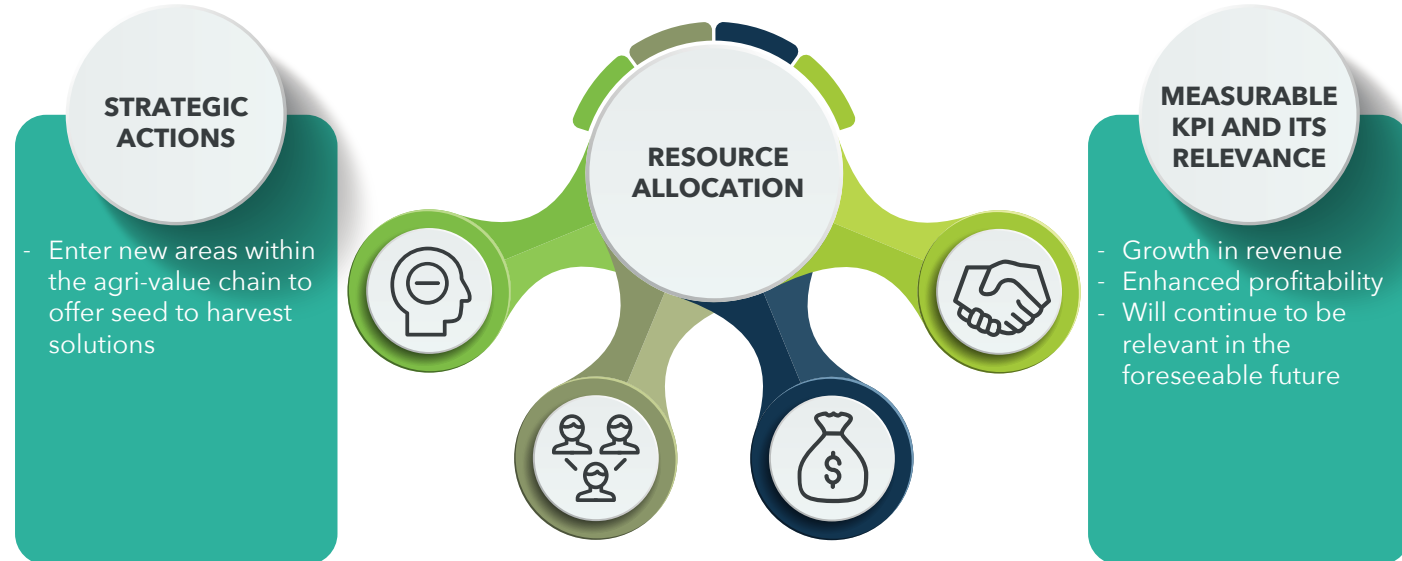 STRATEGIC
ACTIONS
- Enter new areas within
the agri-value chain to
offer seed to harvest
solutions
RESOURCE
ALLOCATION
$
MEASURABLE
KPI AND ITS
RELEVANCE
- Growth in revenue
- Enhanced profitability
- Will continue to be
relevant in the
foreseeable future